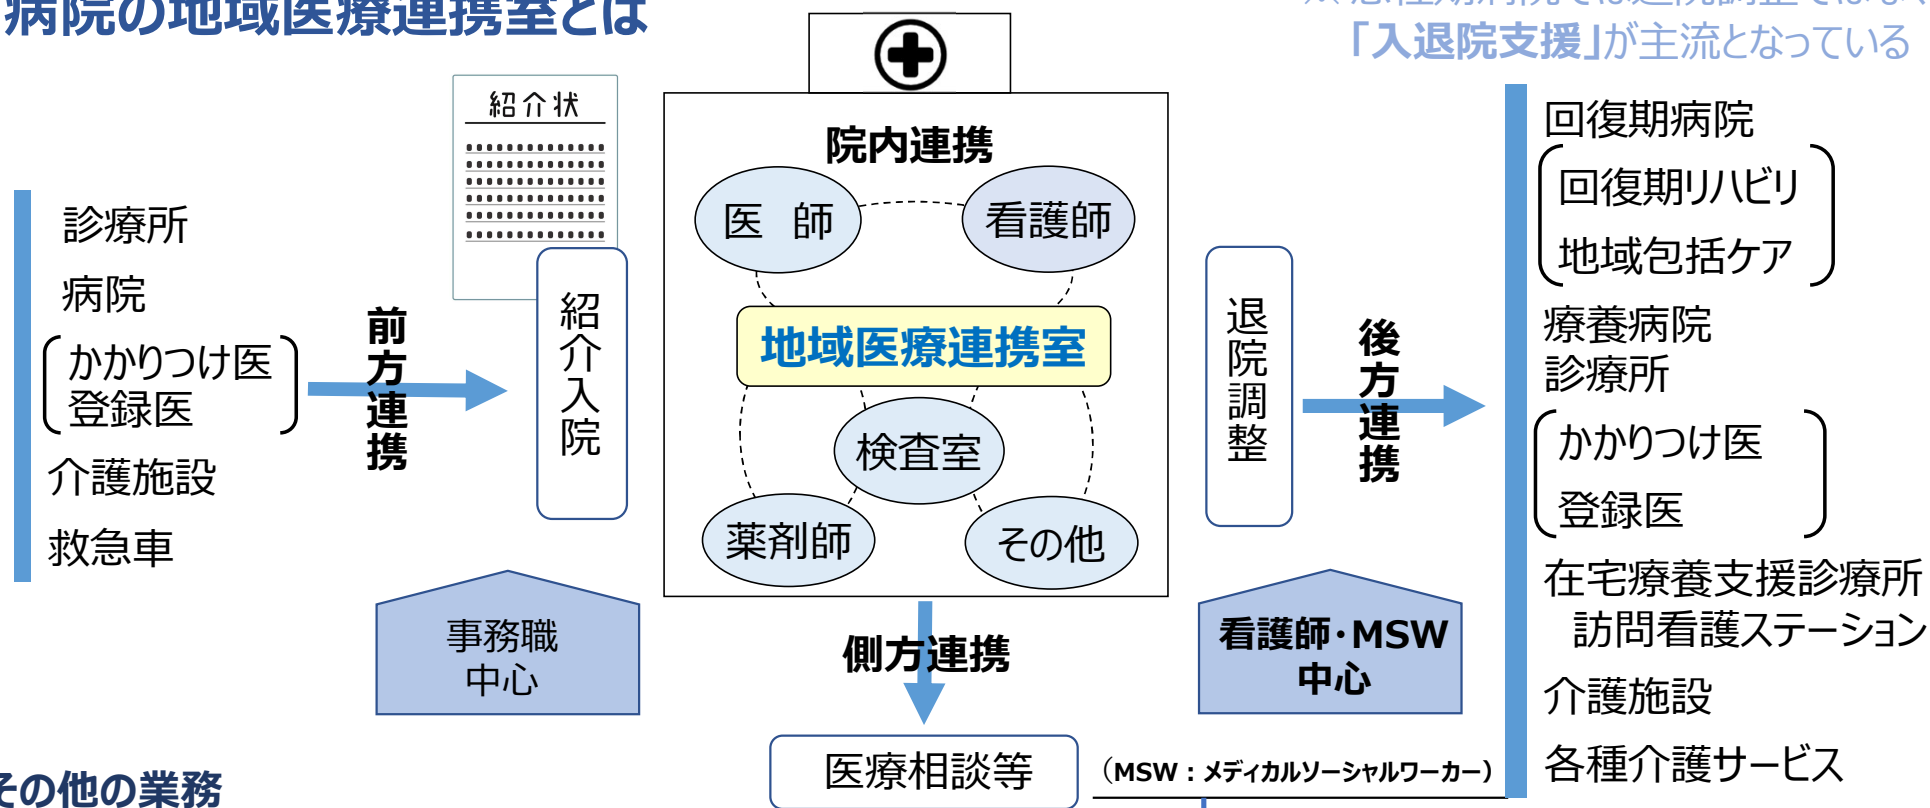 病院の地域医療連携室とは
「入退院支援」が主流となっている
紹介状
診療所
病院
かかりつけ医
登録医
介護施設
救急車
前方連携
紹介入院
事務職
中心
院内連携
医 師
看護師
地域医療連携室
検査室
薬剤師
その他
側方連携
医療相談等
(MSW:メディカルソーシャルワーカー)
退院調整
後方連携
看護師・MSW
中心
回復期病院
回復期リハビリ
地域包括ケア
療養病院
診療所
かかりつけ医
登録医
在宅療養支援診療所
訪問看護ステーション
介護施設
各種介護サービス
その他の業務